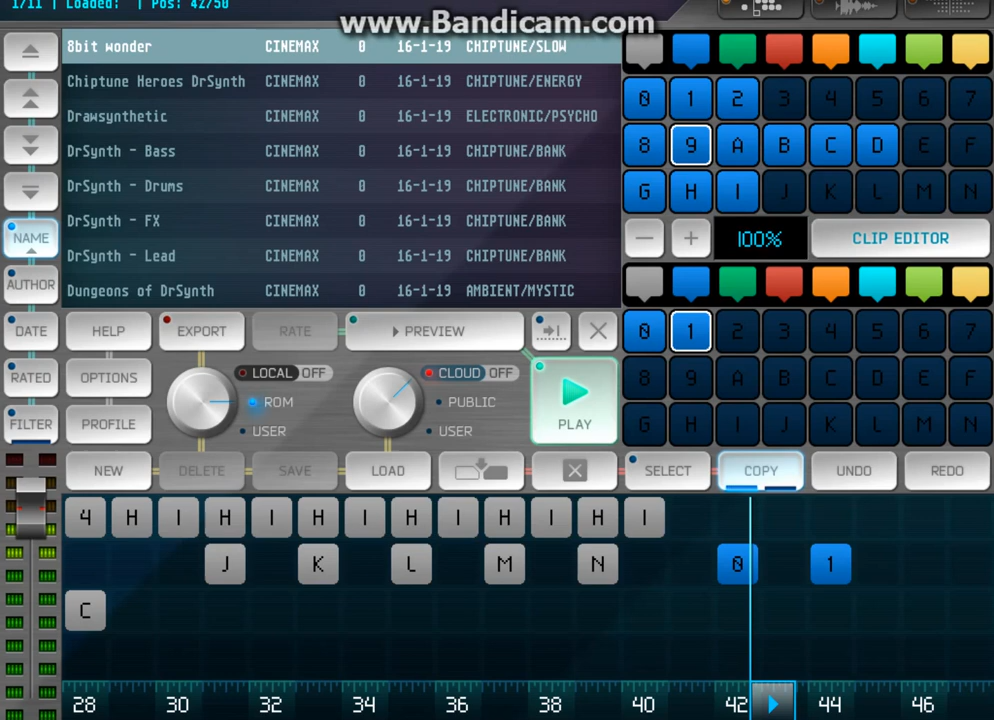 1/11 | Loaded: | Pos: 42/50
www.Bandicam.com
8bit wonder CINEMAX 0 16-1-19 CHIPTUNE/SLOW
Chiptune Heroes DrSynth CINEMAX 0 16-1-19 CHIPTUNE/ENERGY
Drawsynthetic CINEMAX 0 16-1-19 ELECTRONIC/PSYCHO
DrSynth - Bass CINEMAX 0 16-1-19 CHIPTUNE/BANK
DrSynth - Drums CINEMAX 0 16-1-19 CHIPTUNE/BANK
DrSynth - FX CINEMAX 0 16-1-19 CHIPTUNE/BANK
DrSynth - Lead CINEMAX 0 16-1-19 CHIPTUNE/BANK
Dungeons of DrSynth CINEMAX 0 16-1-19 AMBIENT/MYSTIC
0 1 2 3 4 5 6 7
8 9 A B C D E F
G H I J K L M N
100% CLIP EDITOR
0 1 2 3 4 5 6 7
8 9 A B C D E F
G H I J K L M N
NAME
AUTHOR
DATE HELP EXPORT RATE PREVIEW
RATED OPTIONS LOCAL OFF CLOUD OFF
ROM PUBLIC
FILTER PROFILE USER USER PLAY
NEW DELETE SAVE LOAD SELECT COPY UNDO REDO
4 H I H I H I H I H I H I
J K L M N 0 1
C
28 30 32 34 36 38 40 42 44 46